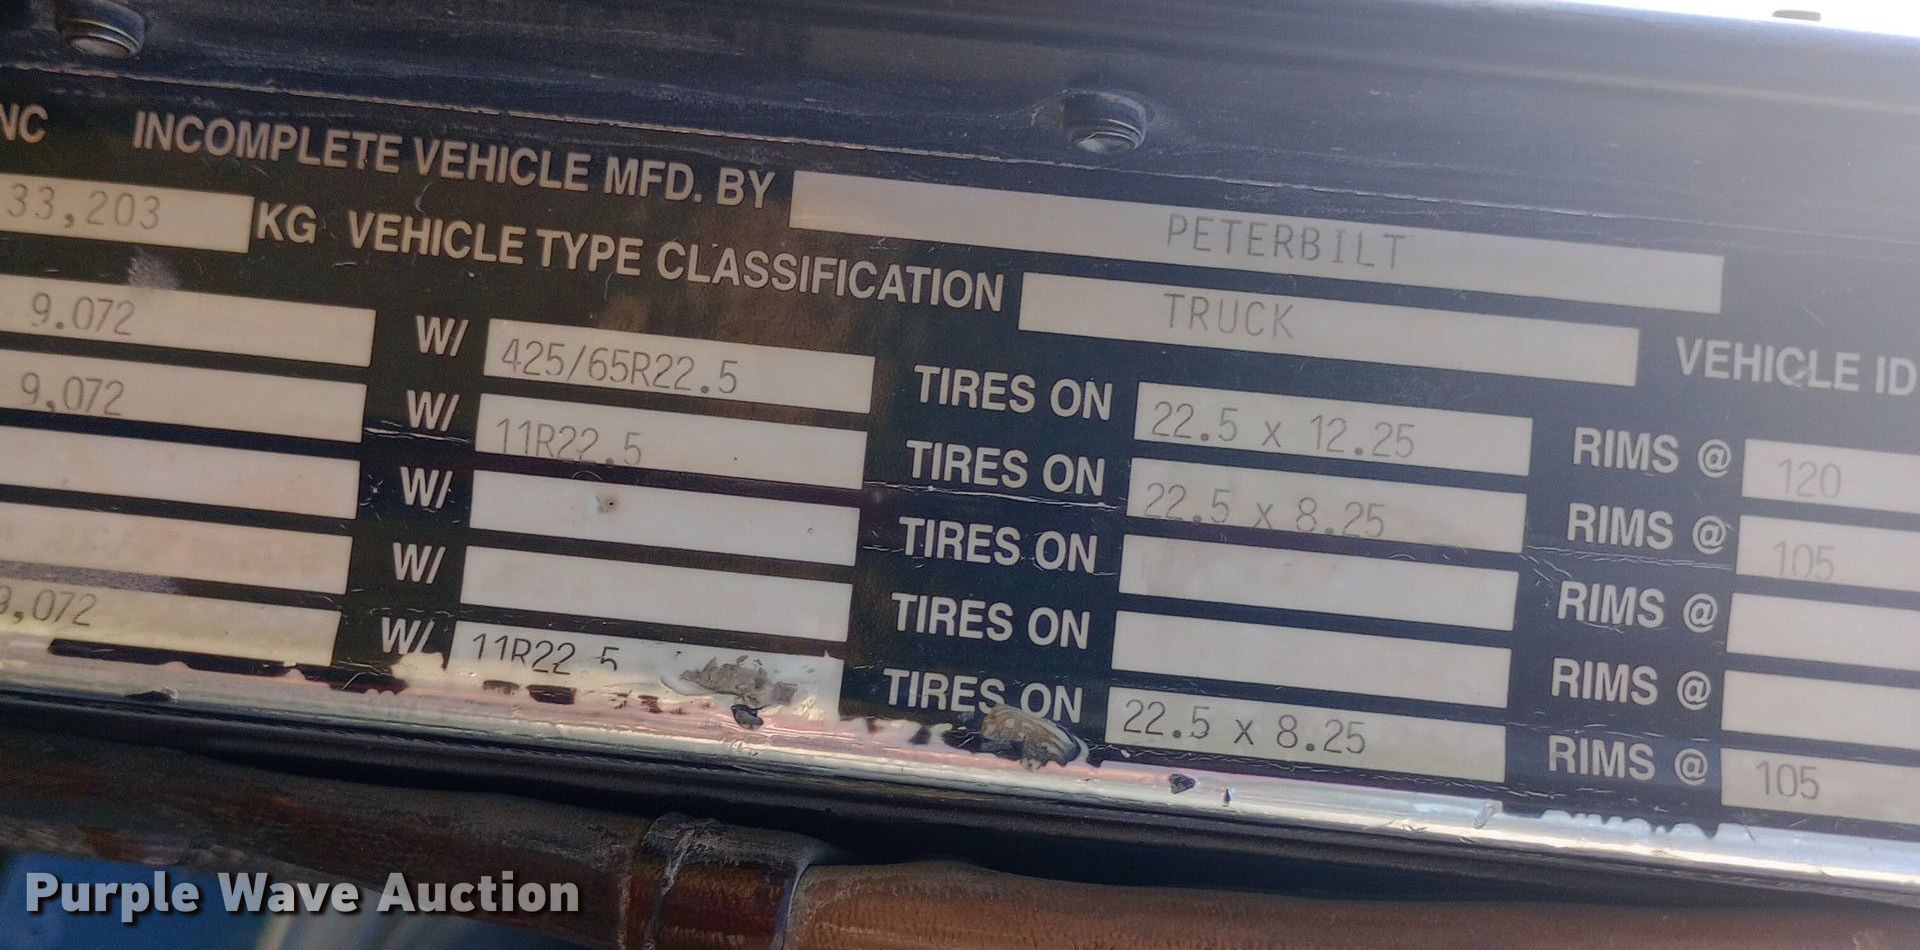 NC INCOMPLETE VEHICLE MFD. BY PETERBILT
33,203 KG VEHICLE TYPE CLASSIFICATION TRUCK VEHICLE ID
9.072 W/ 425/65R22.5 TIRES ON 22.5 x 12.25 RIMS @ 120
9,072 W/ 11R22.5 TIRES ON 22.5 x 8.25 RIMS @ 105
W/ TIRES ON RIMS @
W/ TIRES ON RIMS @
9,072 W/ 11R22.5 TIRES ON 22.5 x 8.25 RIMS @ 105
Purple Wave Auction